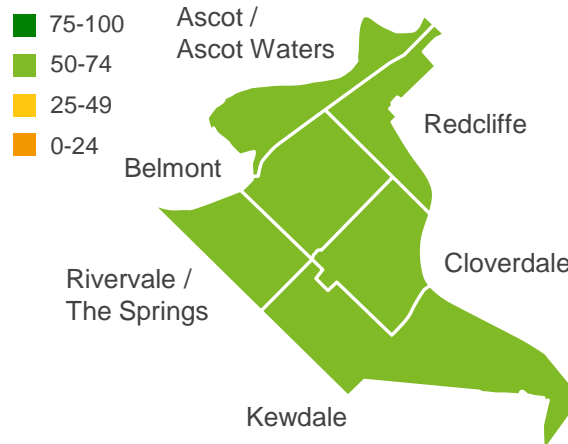 75-100
50-74
25-49
0-24
Ascot /
Ascot Waters
Redcliffe
Belmont
Cloverdale
Rivervale /
The Springs
Kewdale